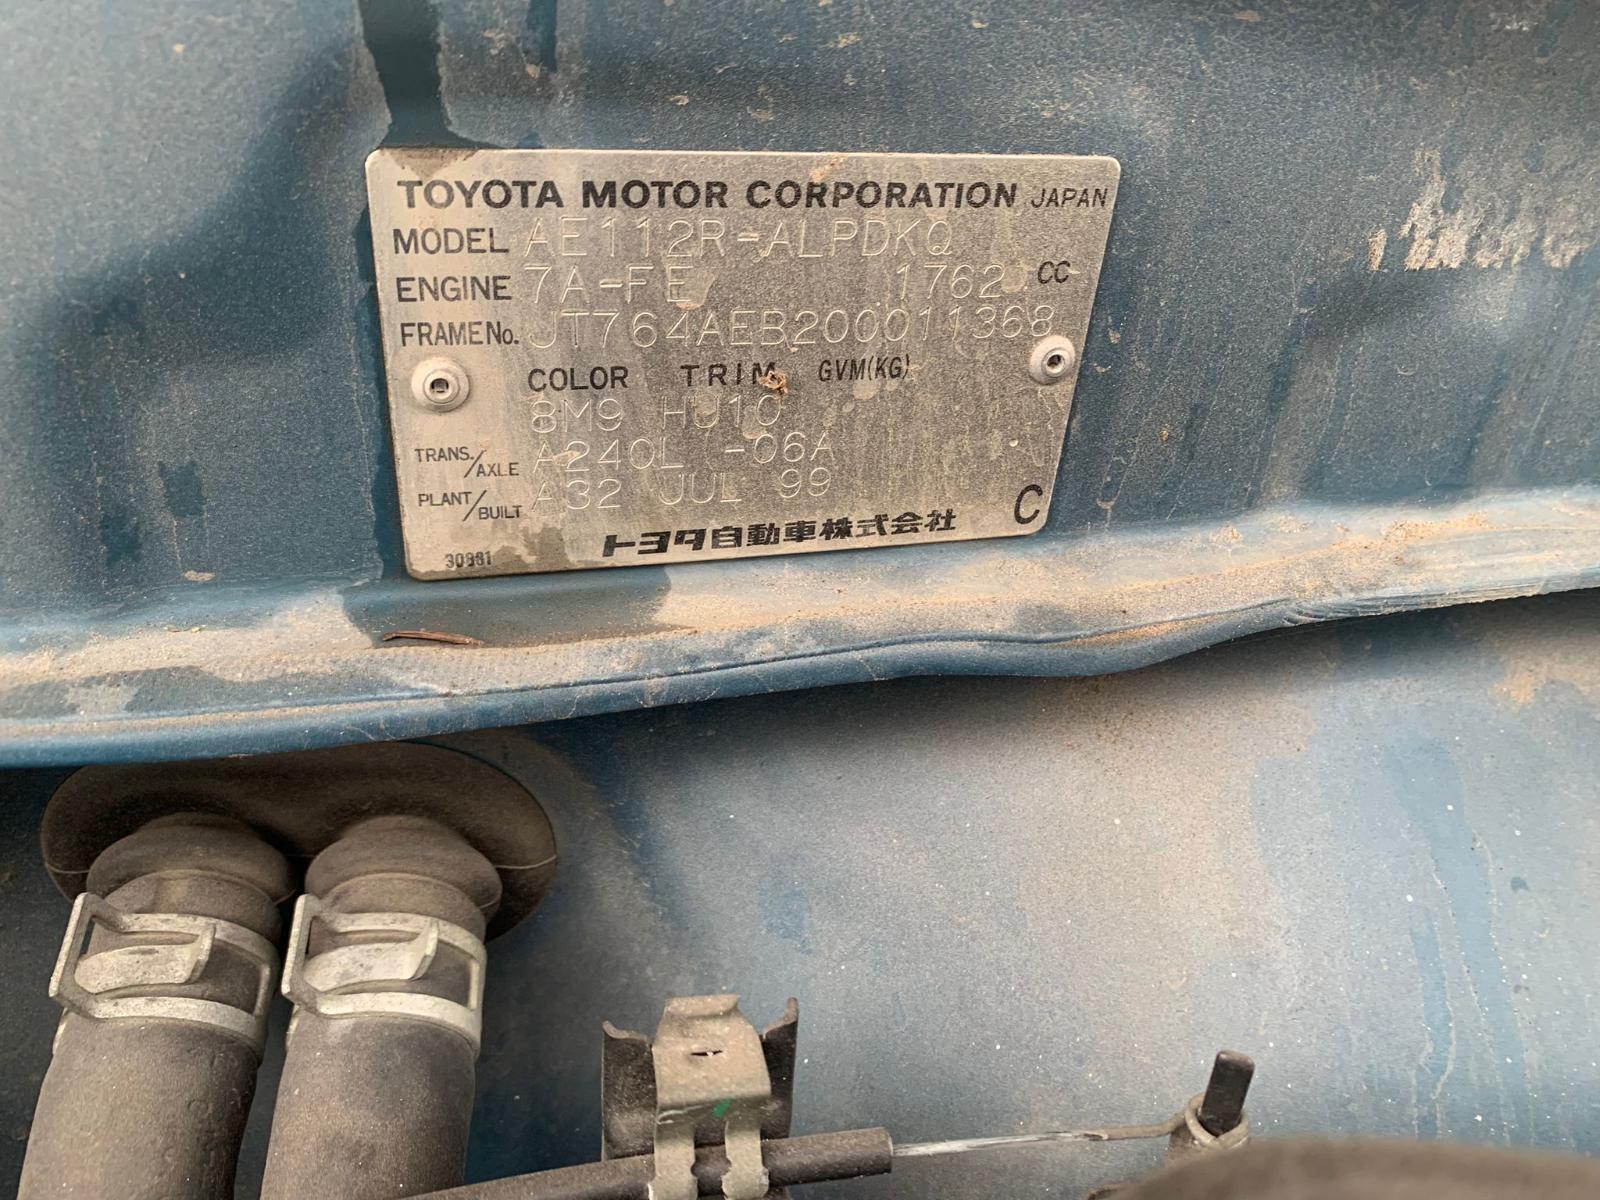 TOYOTA MOTOR CORPORATION JAPAN
MODEL AE112R-ALPDKQ
ENGINE 7A-FE 1762 CC
FRAME No. JT764AEB200011368
COLOR TRIM GVM(KG)
8M9 HU10
TRANS./AXLE A240L -06A
PLANT/BUILT A32 JUL 99
トヨタ自動車株式会社 C
30881